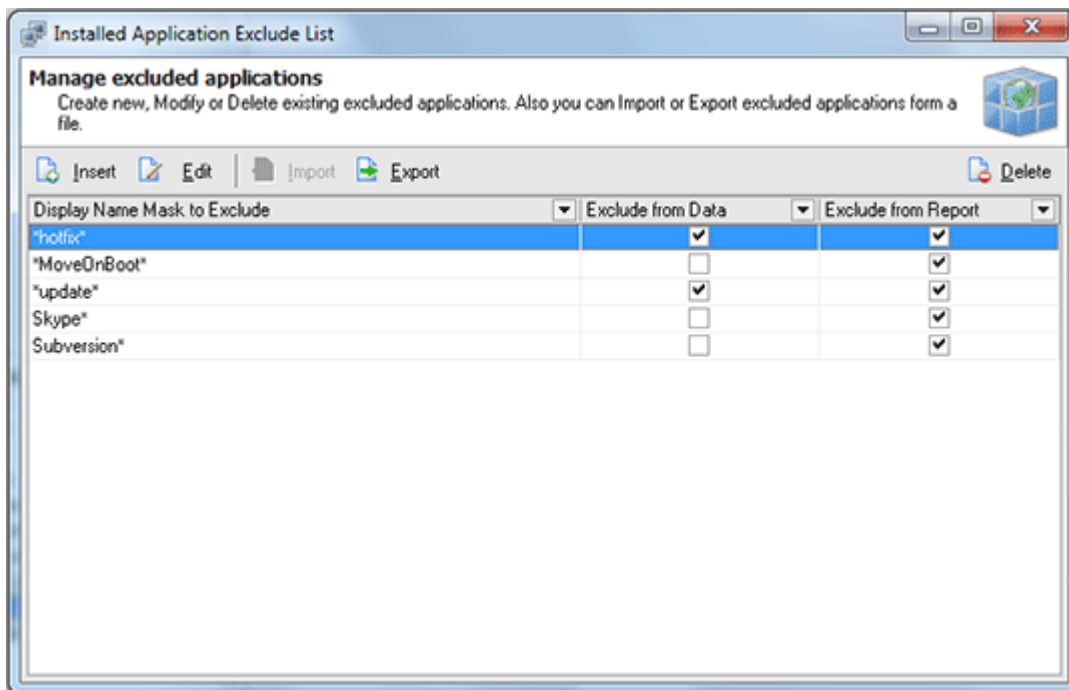 Installed Application Exclude List
Manage excluded applications
Create new, Modify or Delete existing excluded applications. Also you can Import or Export excluded applications form a
file.
Insert Edit Import Export Delete
Display Name Mask to Exclude Exclude from Data Exclude from Report
*hotfix*
*MoveOnBoot*
*update*
Skype*
Subversion*